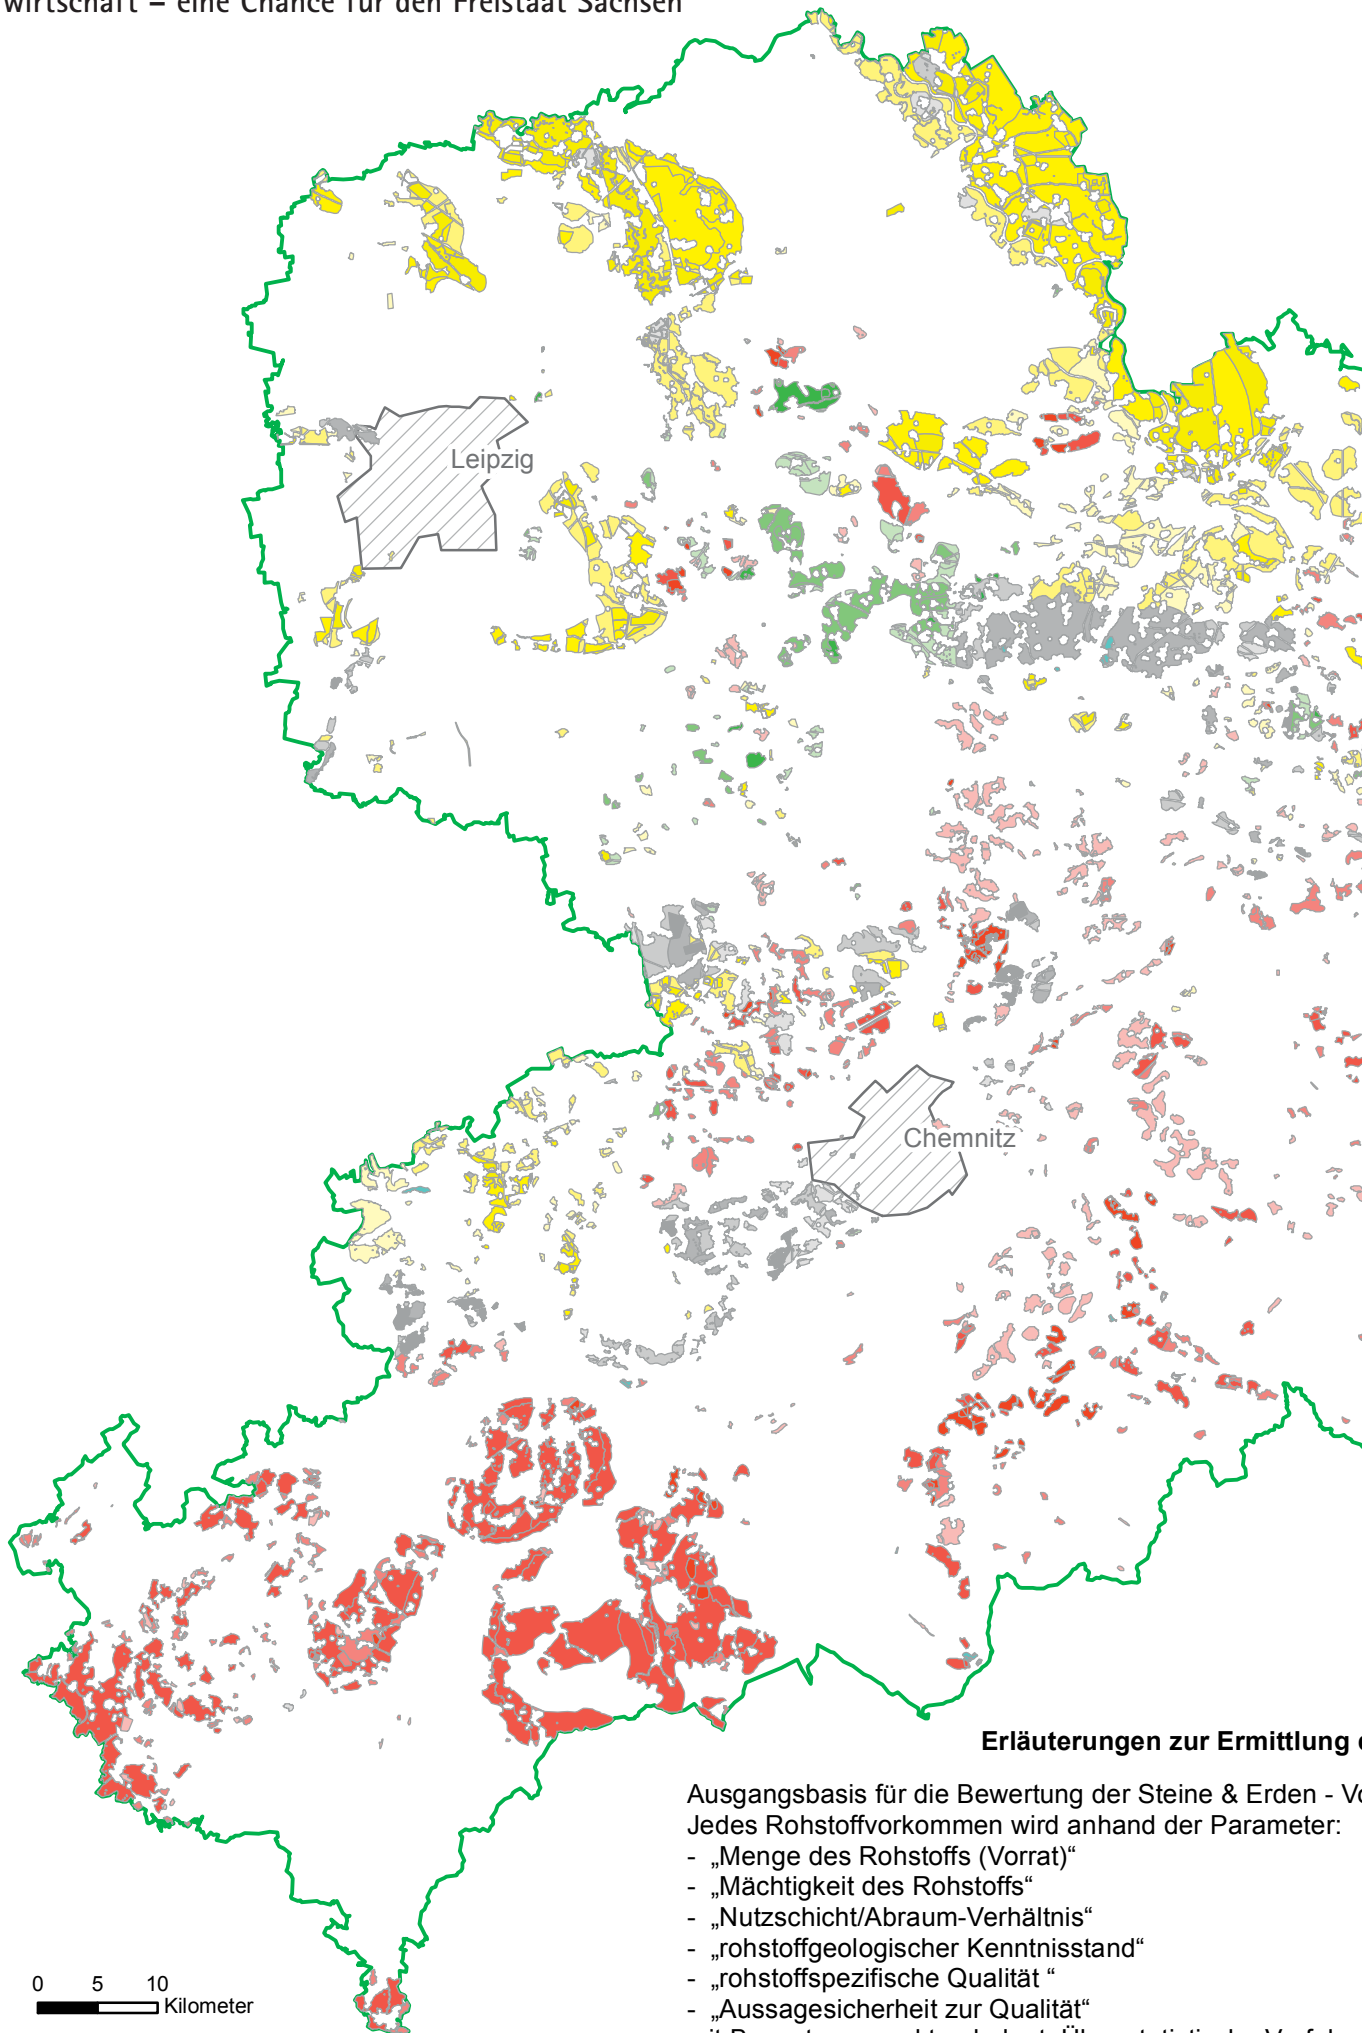 wirtschaft – eine Chance für den Freistaat Sachsen
Leipzig
Chemnitz
Erläuterungen zur Ermittlung
Ausgangsbasis für die Bewertung der Steine & Erden - Vo
Jedes Rohstoffvorkommen wird anhand der Parameter:
- „Menge des Rohstoffs (Vorrat)“
- „Mächtigkeit des Rohstoffs“
- „Nutzschicht/Abraum-Verhältnis“
- „rohstoffgeologischer Kenntnisstand“
- „rohstoffspezifische Qualität “
- „Aussagesicherheit zur Qualität“
0 5 10
Kilometer